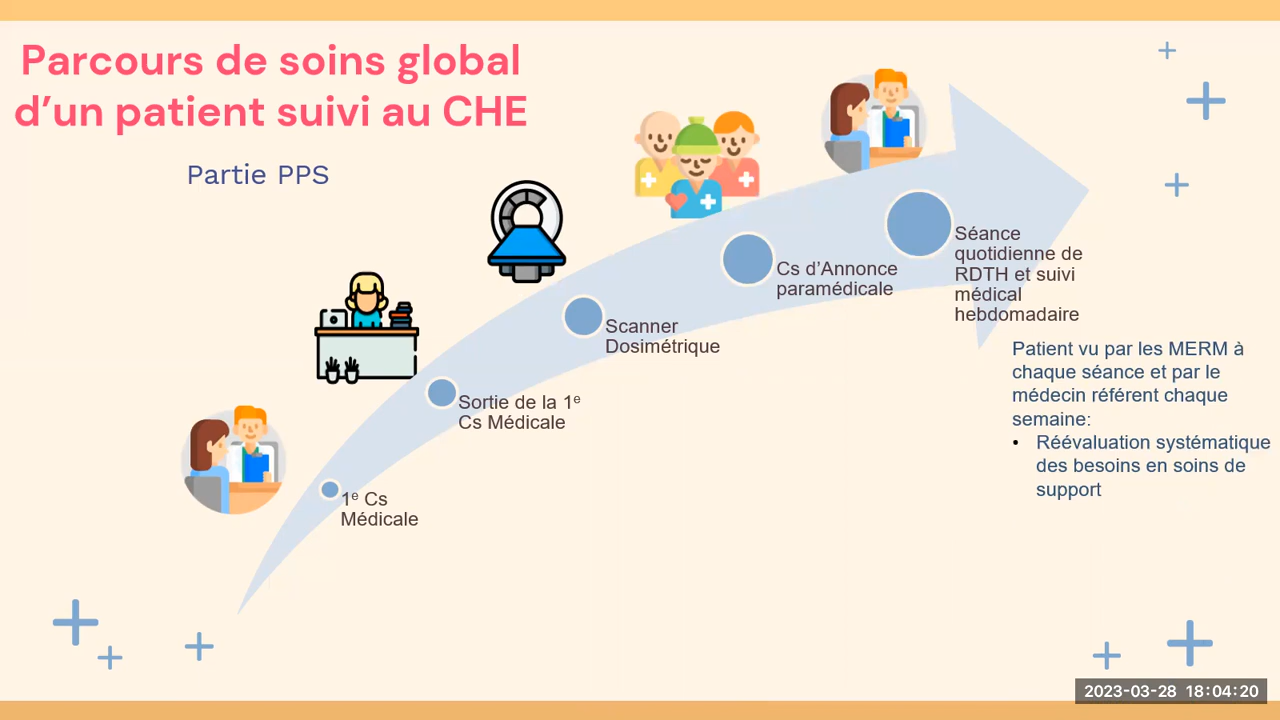 Parcours de soins global
d’un patient suivi au CHE
Partie PPS
1ᵉ Cs
Médicale
Sortie de la 1ᵉ
Cs Médicale
Scanner
Dosimétrique
Cs d’Annonce
paramédicale
Séance
quotidienne de
RDTH et suivi
médical
hebdomadaire
Patient vu par les MERM à
chaque séance et par le
médecin référent chaque
semaine:
• Réévaluation systématique
des besoins en soins de
support
2023-03-28 18:04:20